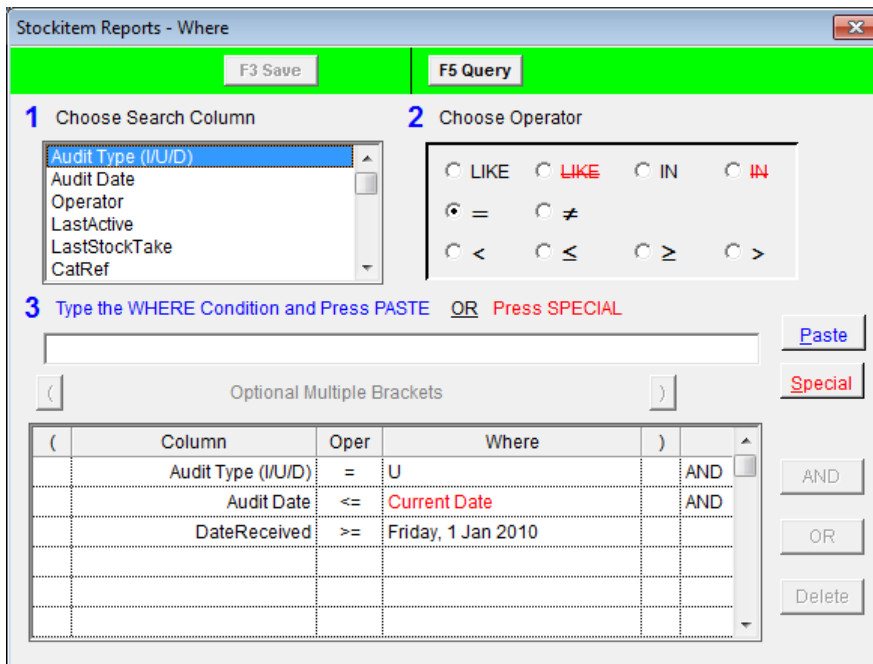 Stockitem Reports - Where
F3 Save F5 Query
1 Choose Search Column 2 Choose Operator
Audit Type (I/U/D)
Audit Date
Operator
LastActive
LastStockTake
CatRef
LIKE LIKE IN IN
= ≠
< ≤ ≥ >
3 Type the WHERE Condition and Press PASTE OR Press SPECIAL
Paste
Special
( Optional Multiple Brackets )
( Column Oper Where )
Audit Type (I/U/D) = U AND
Audit Date <= Current Date AND
DateReceived >= Friday, 1 Jan 2010
AND
OR
Delete